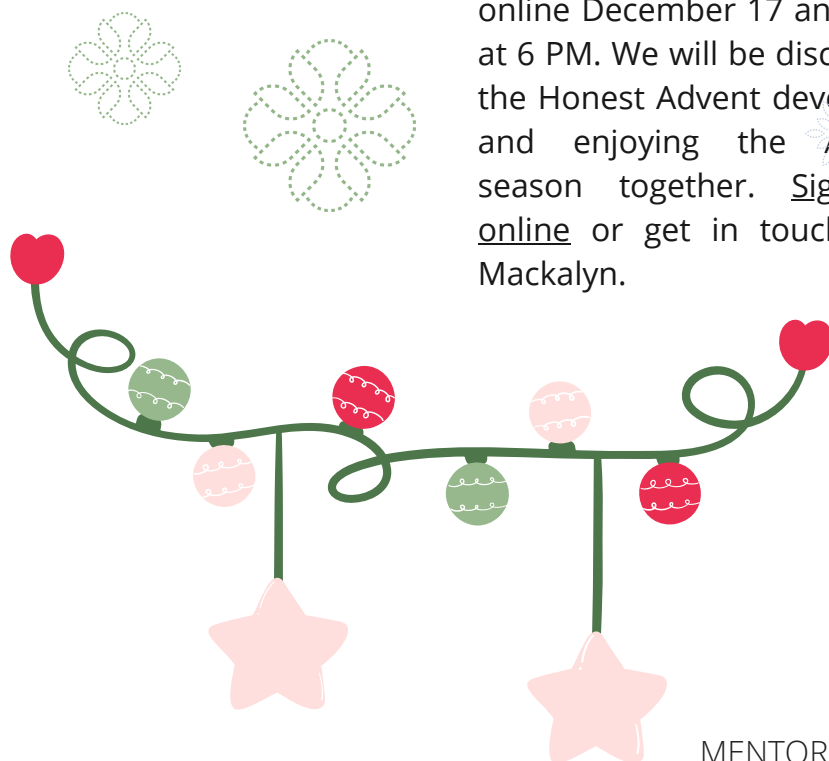 online December 17 an
at 6 PM. We will be disc
the Honest Advent dev
and enjoying the
season together. Sig
online or get in touch
Mackalyn.
MENTOR